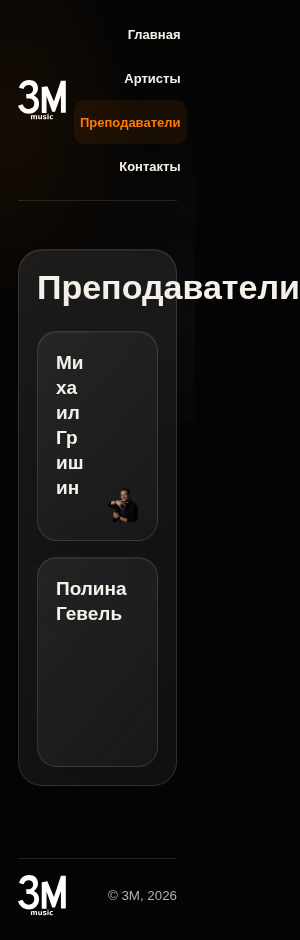 Главная
Артисты
3M
music
Преподаватели
Контакты
Преподаватели
Ми
ха
ил
Гр
иш
ин
Полина
Гевель
3M
music
© 3M, 2026